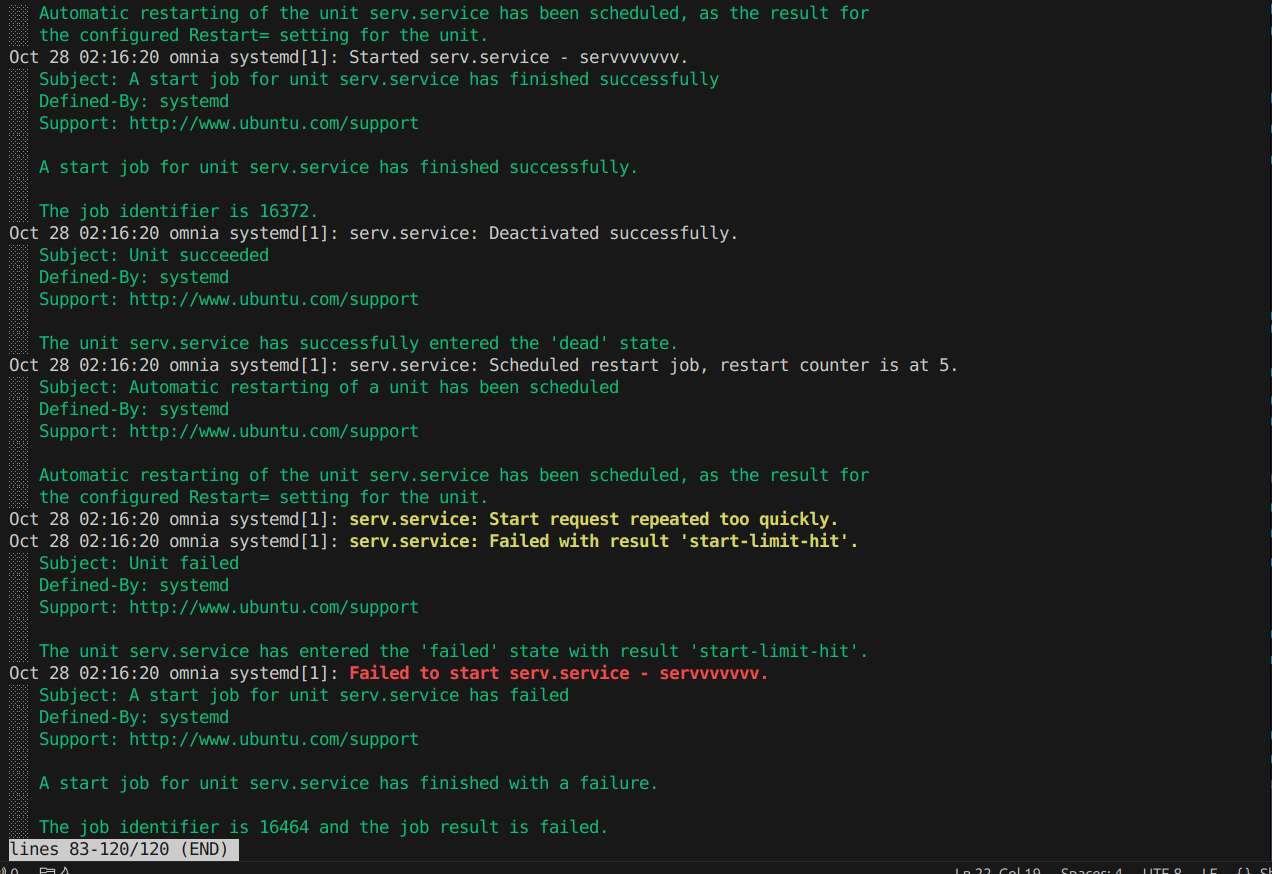 Automatic restarting of the unit serv.service has been scheduled, as the result for
the configured Restart= setting for the unit.
Oct 28 02:16:20 omnia systemd[1]: Started serv.service - servvvvvvv.
Subject: A start job for unit serv.service has finished successfully
Defined-By: systemd
Support: http://www.ubuntu.com/support
A start job for unit serv.service has finished successfully.
The job identifier is 16372.
Oct 28 02:16:20 omnia systemd[1]: serv.service: Deactivated successfully.
Subject: Unit succeeded
Defined-By: systemd
Support: http://www.ubuntu.com/support
The unit serv.service has successfully entered the 'dead' state.
Oct 28 02:16:20 omnia systemd[1]: serv.service: Scheduled restart job, restart counter is at 5.
Subject: Automatic restarting of a unit has been scheduled
Defined-By: systemd
Support: http://www.ubuntu.com/support
Automatic restarting of the unit serv.service has been scheduled, as the result for
the configured Restart= setting for the unit.
Oct 28 02:16:20 omnia systemd[1]: serv.service: Start request repeated too quickly.
Oct 28 02:16:20 omnia systemd[1]: serv.service: Failed with result 'start-limit-hit'.
Subject: Unit failed
Defined-By: systemd
Support: http://www.ubuntu.com/support
The unit serv.service has entered the 'failed' state with result 'start-limit-hit'.
Oct 28 02:16:20 omnia systemd[1]: Failed to start serv.service - servvvvvvv.
Subject: A start job for unit serv.service has failed
Defined-By: systemd
Support: http://www.ubuntu.com/support
A start job for unit serv.service has finished with a failure.
The job identifier is 16464 and the job result is failed.
lines 83-120/120 (END)
Ln 22, Col 19 Spaces: 4 UTF-8 LF {} Sh